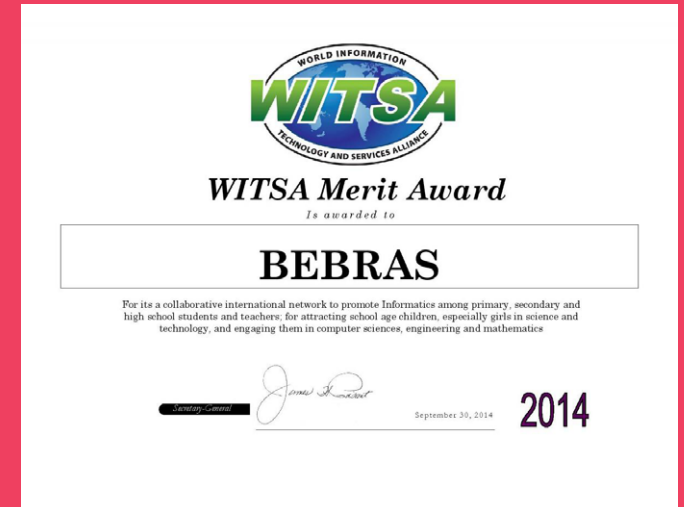 WORLD INFORMATION
WITSA
TECHNOLOGY AND SERVICES ALLIANCE
WITSA Merit Award
Is awarded to
BEBRAS
For its a collaborative international network to promote Informatics among primary, secondary and
high school students and teachers; for attracting school age children, especially girls in science and
technology, and engaging them in computer sciences, engineering and mathematics
Secretary-General
September 30, 2014
2014